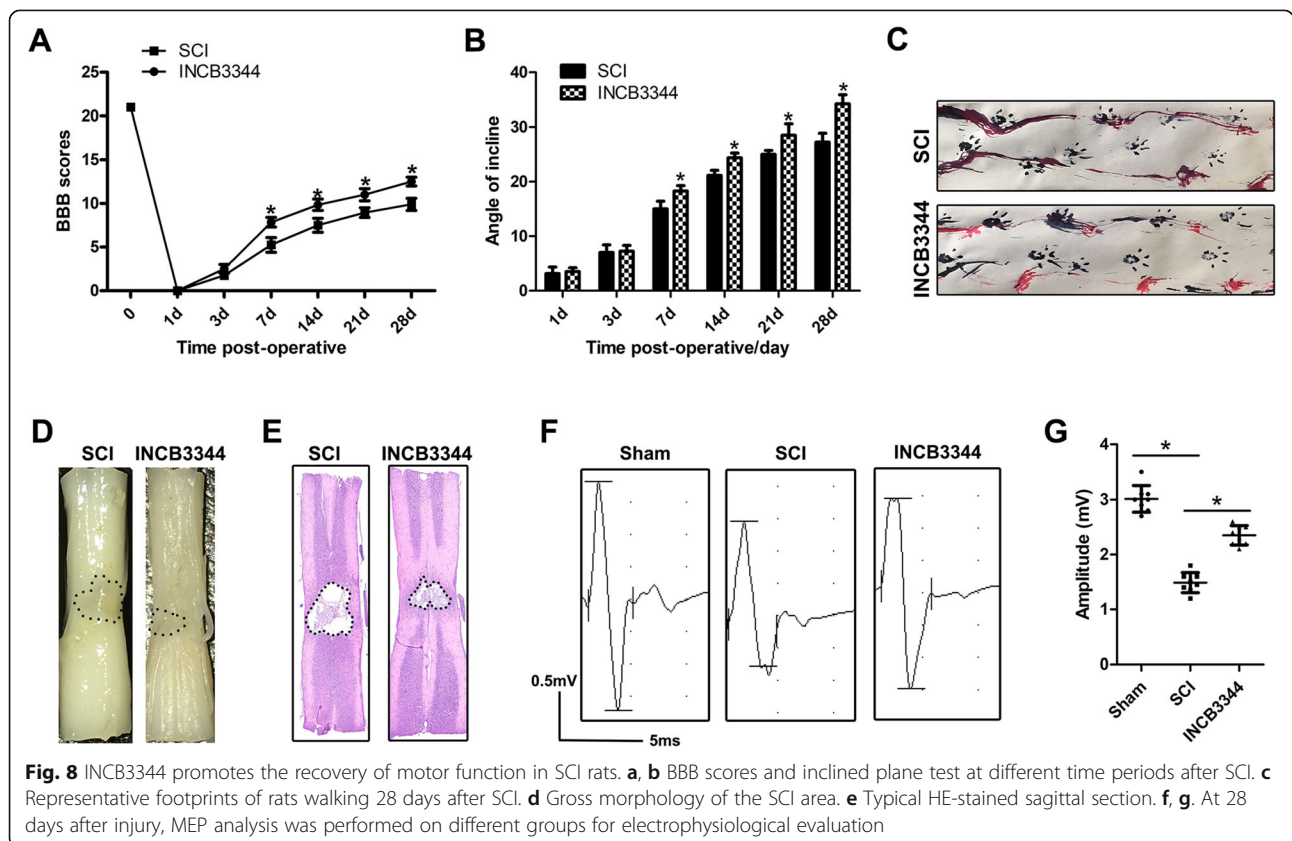 A
SCI
INCB3344
25
20
15
10
5
0
BBB scores
* * * *
0 1d 3d 7d 14d 21d 28d
Time post-operative
B
SCI
INCB3344
40
30
20
10
0
Angle of incline
* * * *
1d 3d 7d 14d 21d 28d
Time post-operative/day
C
SCI
INCB3344
D
SCI INCB3344
E
SCI INCB3344
F
Sham SCI INCB3344
0.5mV
5ms
G
4
3
2
1
0
Amplitude (mV)
* *
Sham SCI INCB3344
Fig. 8 INCB3344 promotes the recovery of motor function in SCI rats. a, b BBB scores and inclined plane test at different time periods after SCI. c
Representative footprints of rats walking 28 days after SCI. d Gross morphology of the SCI area. e Typical HE-stained sagittal section. f, g. At 28
days after injury, MEP analysis was performed on different groups for electrophysiological evaluation